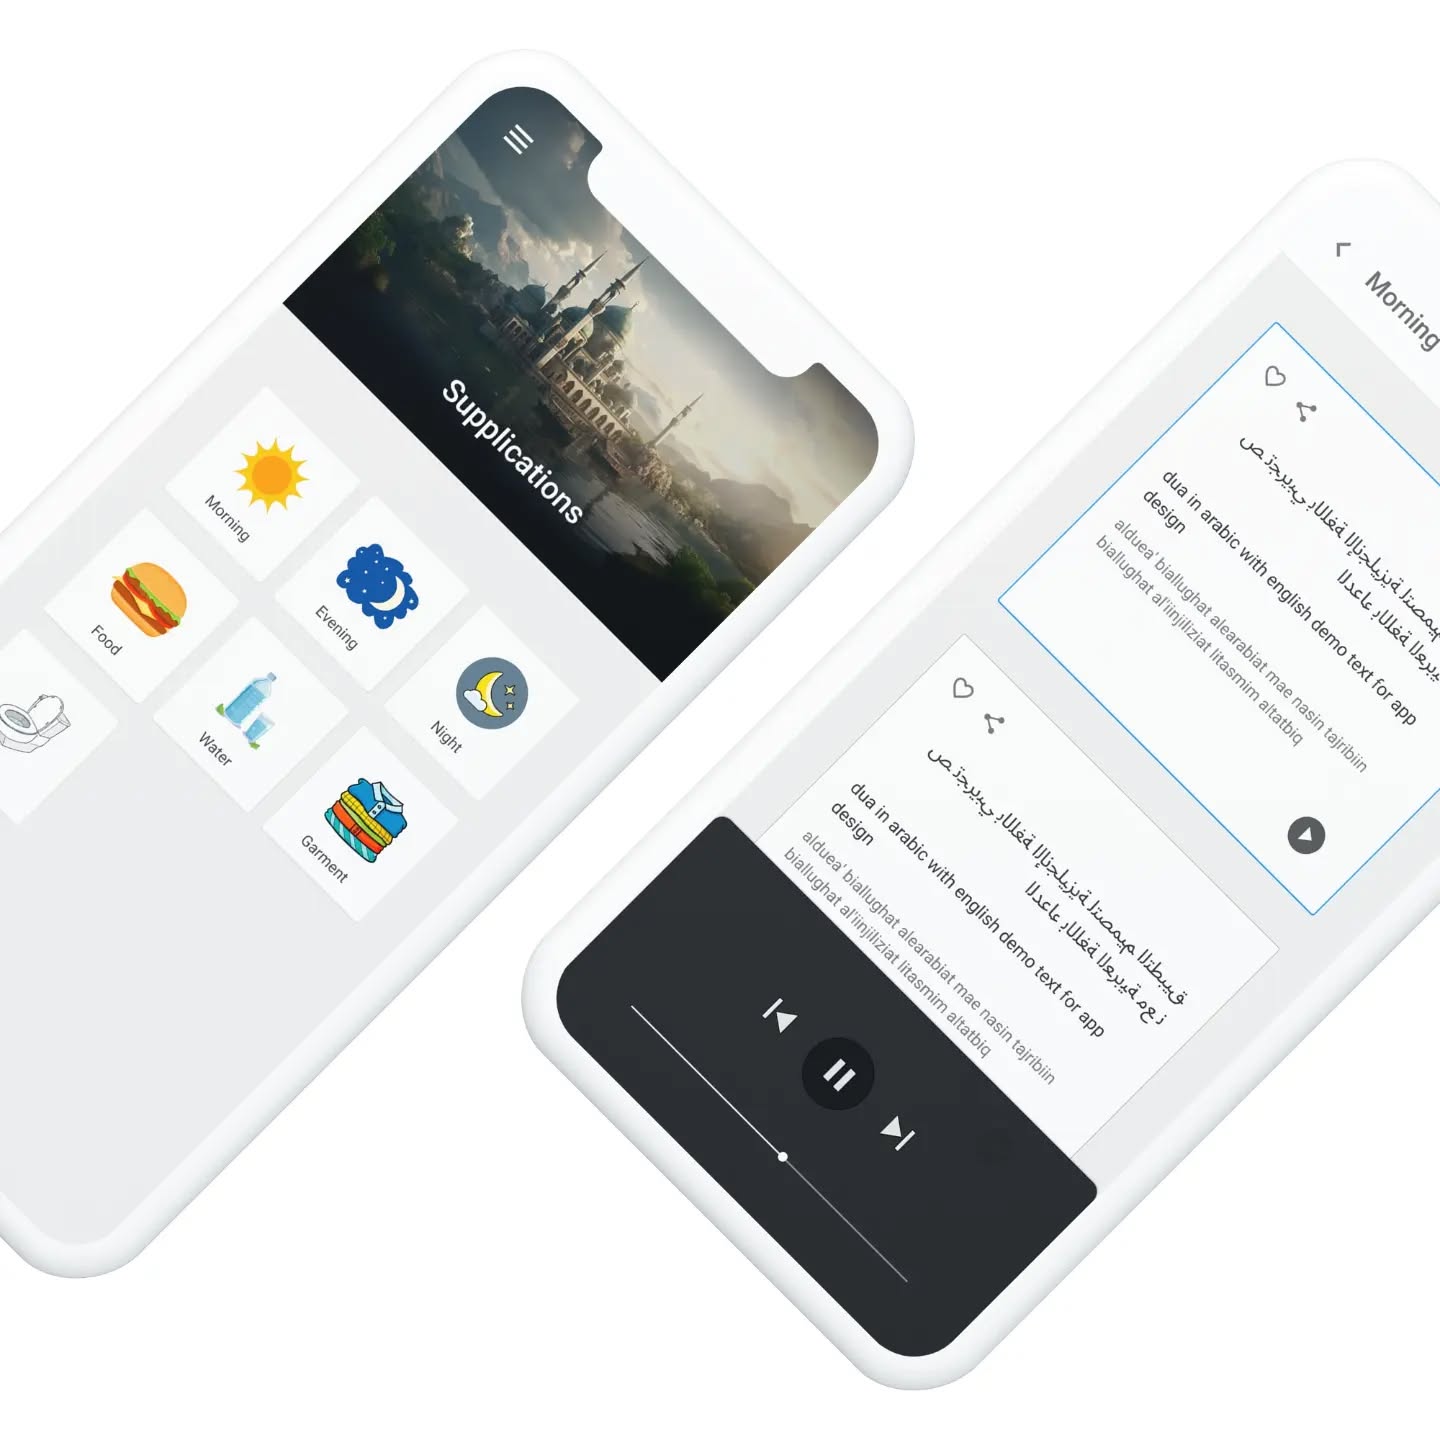 Supplications
Morning
Evening
Night
Food
Water
Garment
Morning
ص تجريبي باللغة الإنجليزية لتصميم
الدعاء باللغة
dua in arabic with english demo text for app
design
alduea' biallughat alearabiat mae nasin tajribiin
biallughat al'iinjiliziat litasmim altatbiq
ص تجريبي باللغة الإنجليزية لتصميم التطبيق
الدعاء باللغة العربية مع نز
dua in arabic with english demo text for app
design
alduea' biallughat alearabiat mae nasin tajribiin
biallughat al'iinjiliziat litasmim altatbiq